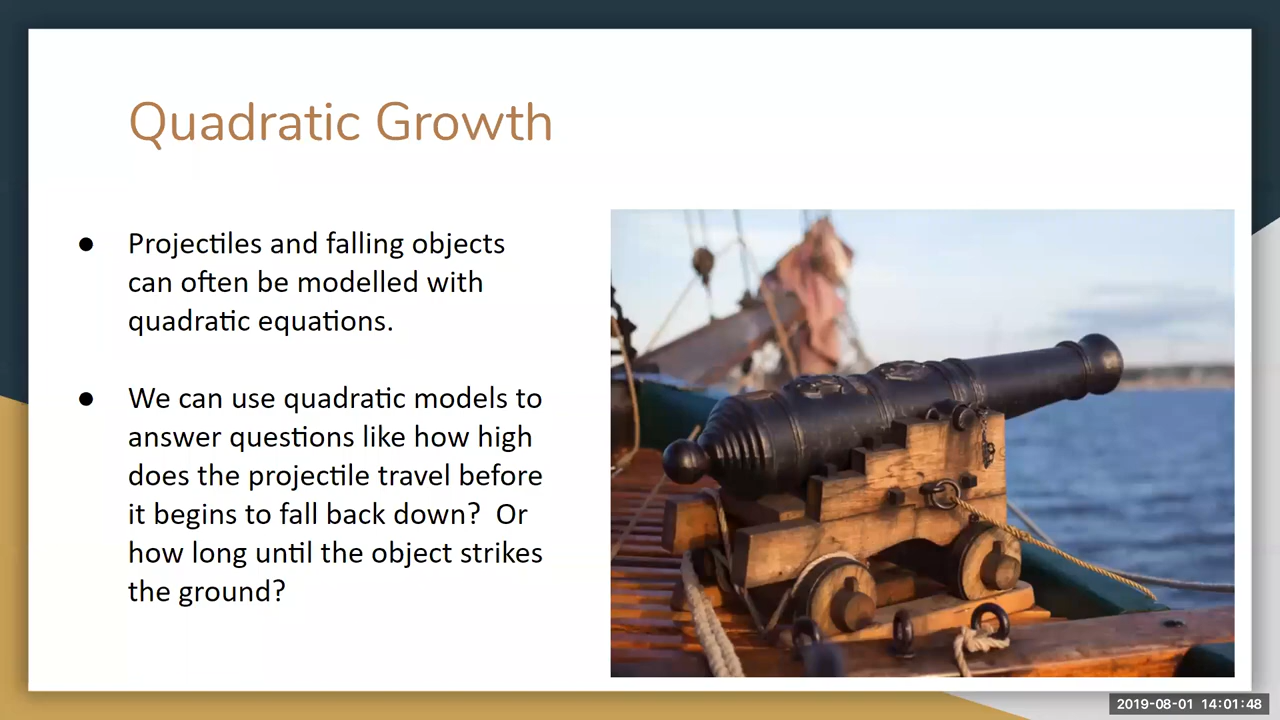 Quadratic Growth
● Projectiles and falling objects
can often be modelled with
quadratic equations.
● We can use quadratic models to
answer questions like how high
does the projectile travel before
it begins to fall back down?  Or
how long until the object strikes
the ground?
2019-08-01 14:01:48